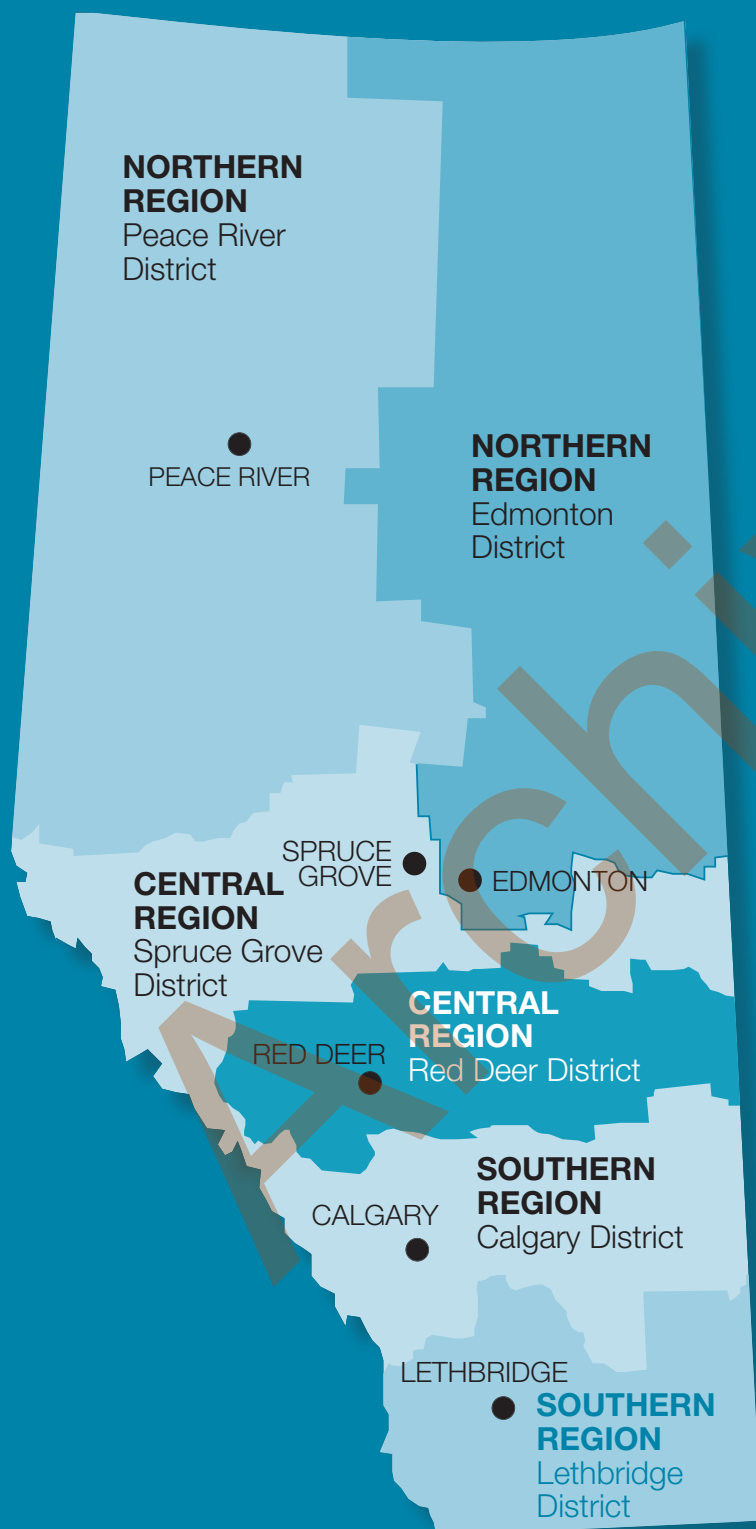 NORTHERN
REGION
Peace River
District
PEACE RIVER
NORTHERN
REGION
Edmonton
District
SPRUCE
GROVE
EDMONTON
CENTRAL
REGION
Spruce Grove
District
CENTRAL
REGION
Red Deer District
RED DEER
SOUTHERN
REGION
Calgary District
CALGARY
LETHBRIDGE
SOUTHERN
REGION
Lethbridge
District